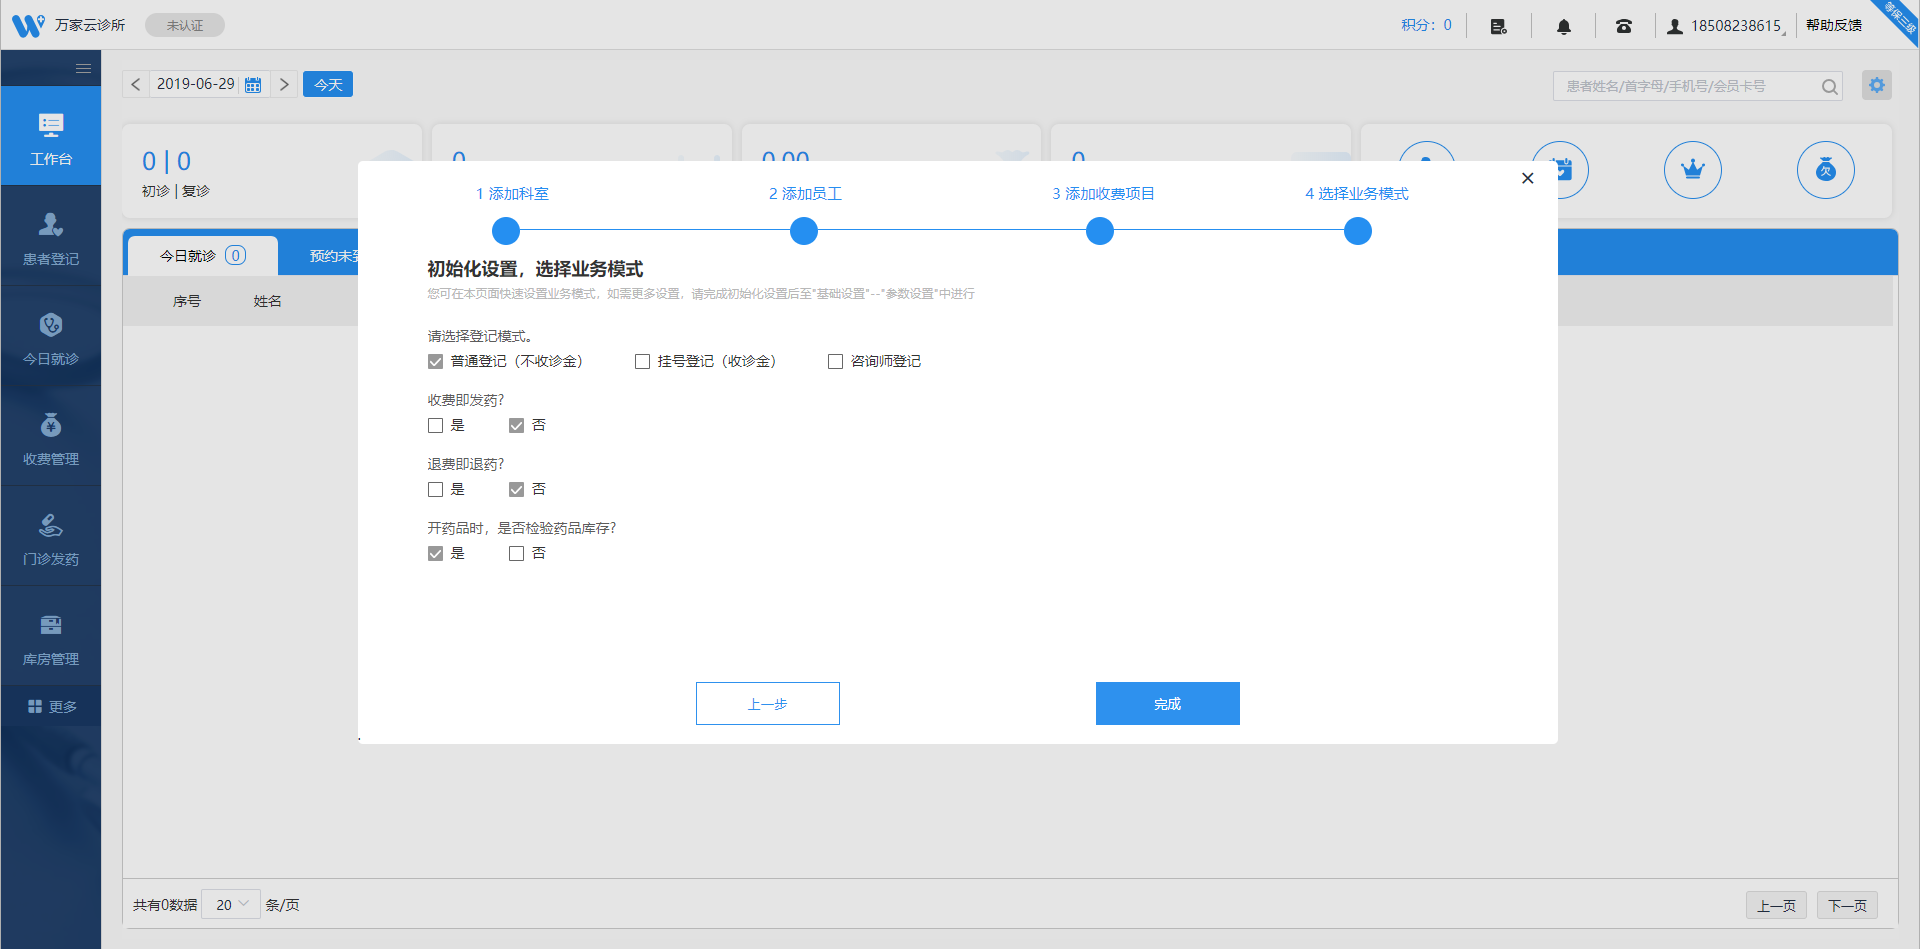 万家云诊所
未认证
积分：0
18508238615
帮助反馈
等保三级
2019-06-29
今天
患者姓名/首字母/手机号/会员卡号
工作台
患者登记
今日就诊
收费管理
门诊发药
库房管理
更多
0 | 0
初诊 | 复诊
0
0.00
0
欠
今日就诊 0
预约未到
序号
姓名
1 添加科室
2 添加员工
3 添加收费项目
4 选择业务模式
初始化设置，选择业务模式
您可在本页面快速设置业务模式，如需更多设置，请完成初始化设置后至"基础设置"--"参数设置"中进行
请选择登记模式。
普通登记（不收诊金）
挂号登记（收诊金）
咨询师登记
收费即发药?
是
否
退费即退药?
是
否
开药品时，是否检验药品库存?
是
否
上一步
完成
共有0数据
20
条/页
上一页
下一页